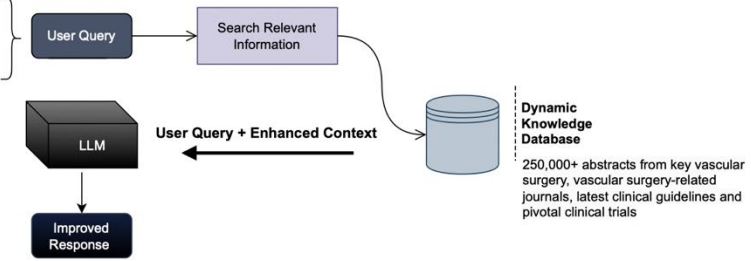 User Query
Search Relevant
Information
Dynamic
Knowledge
Database
250,000+ abstracts from key vascular
surgery, vascular surgery-related
journals, latest clinical guidelines and
pivotal clinical trials
User Query + Enhanced Context
LLM
Improved
Response